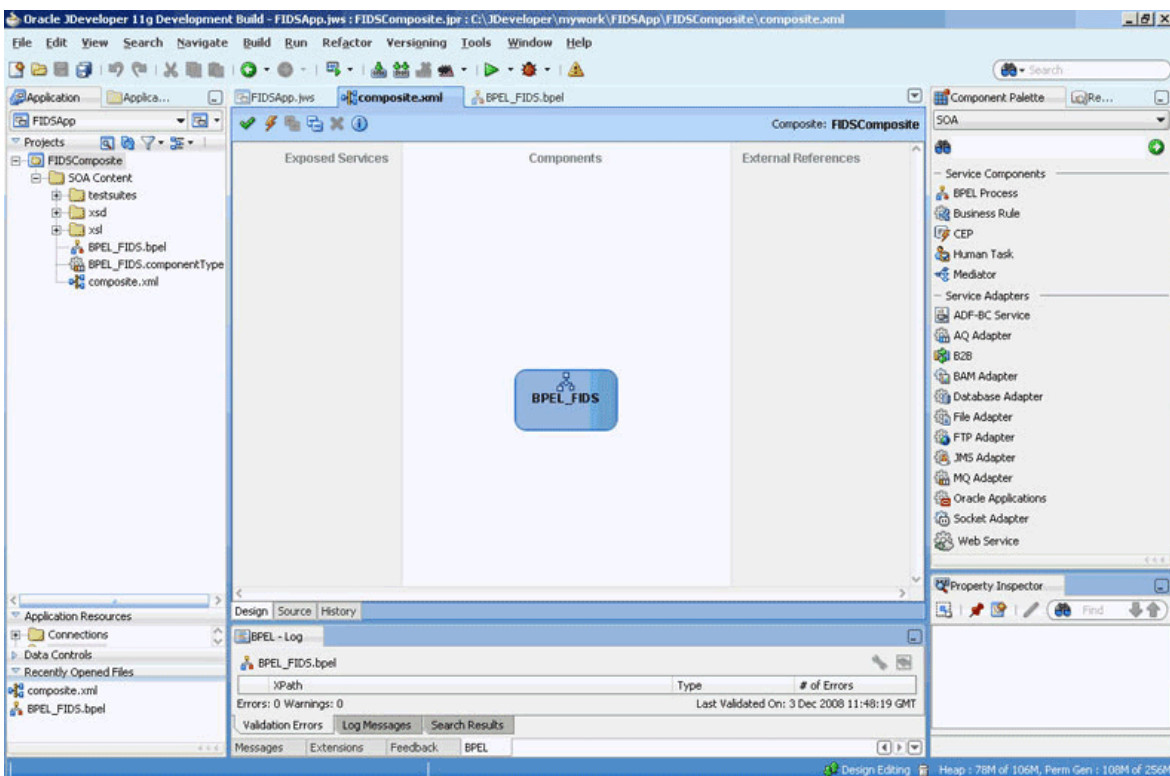 Oracle JDeveloper 11g Development Build - FIDSApp.jws : FIDSComposite.jpr : C:\JDeveloper\mywork\FIDSApp\FIDSComposite\composite.xml
File Edit View Search Navigate Build Run Refactor Versioning Tools Window Help
Search
Application Applica...
FIDSApp
Projects
FIDSComposite
SOA Content
testsuites
xsd
xsl
BPEL_FIDS.bpel
BPEL_FIDS.componentType
composite.xml
Application Resources
Connections
Data Controls
Recently Opened Files
composite.xml
BPEL_FIDS.bpel
FIDSApp.jws composite.xml BPEL_FIDS.bpel
Composite: FIDSComposite
Exposed Services Components External References
BPEL_FIDS
Design Source History
BPEL - Log
BPEL_FIDS.bpel
XPath Type # of Errors
Errors: 0 Warnings: 0 Last Validated On: 3 Dec 2008 11:48:19 GMT
Validation Errors Log Messages Search Results
Messages Extensions Feedback BPEL
Component Palette Re...
SOA
Service Components
BPEL Process
Business Rule
CEP
Human Task
Mediator
Service Adapters
ADF-BC Service
AQ Adapter
B2B
BAM Adapter
Database Adapter
File Adapter
FTP Adapter
JMS Adapter
MQ Adapter
Oracle Applications
Socket Adapter
Web Service
Property Inspector
Find
Design Editing Heap : 78M of 106M, Perm Gen : 108M of 256M